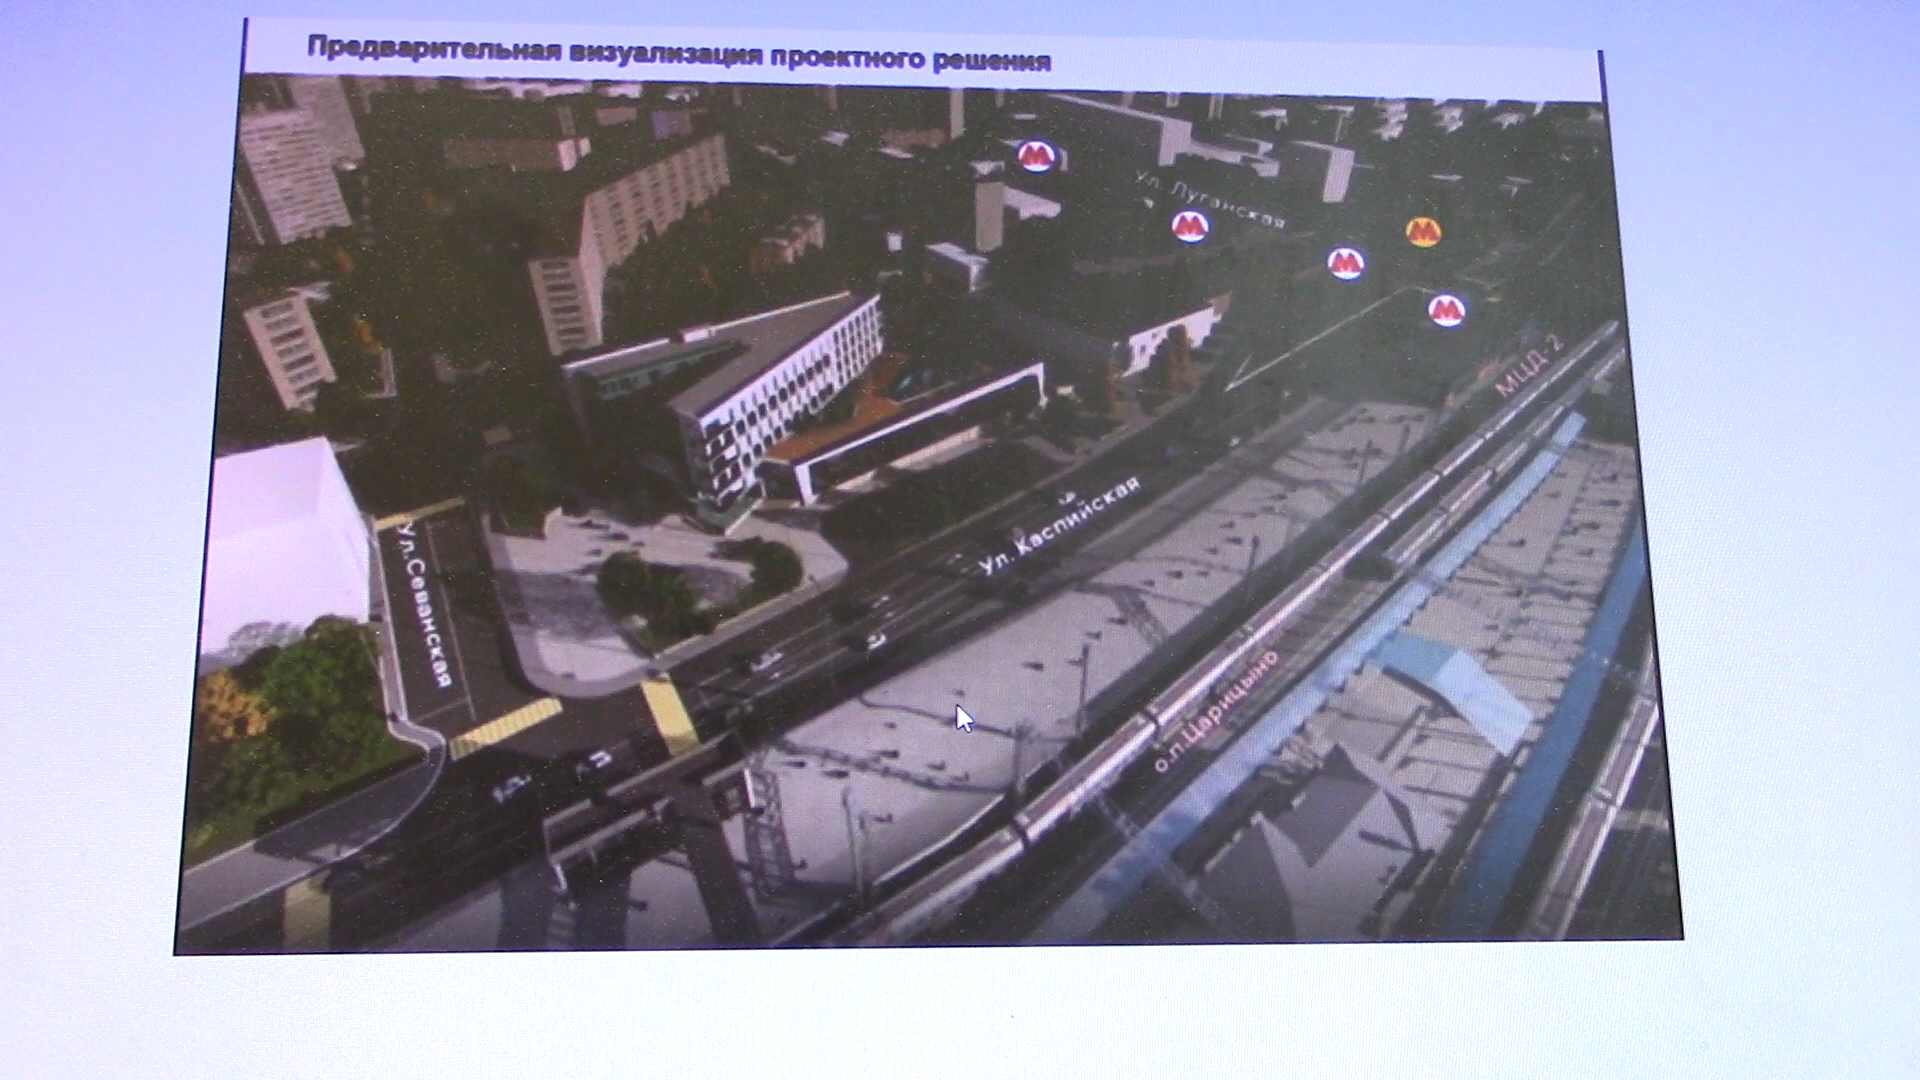 Предварительная визуализация проектного решения
М
ул. Луганская
М
М
М
М
МЦД-2
Ул. Каспийская
Ул.Севанская
о.п.Царицыно